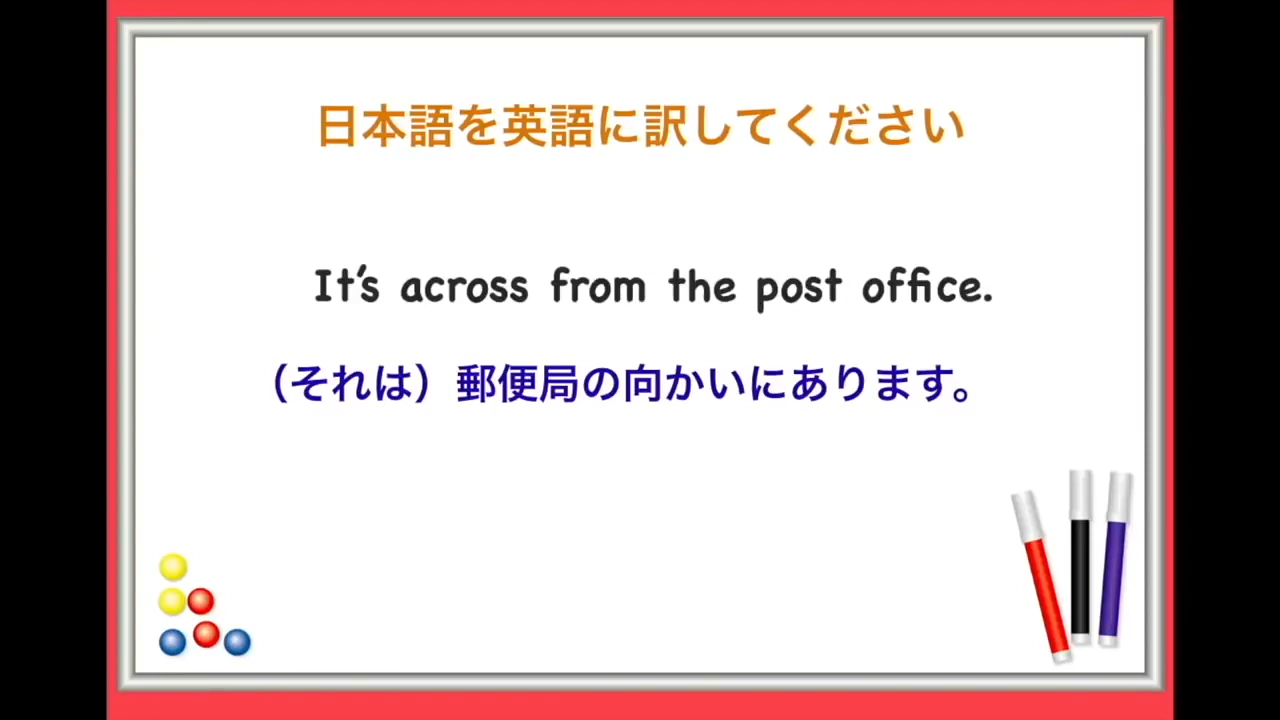 日本語を英語に訳してください
It's across from the post office.
（それは）郵便局の向かいにあります。